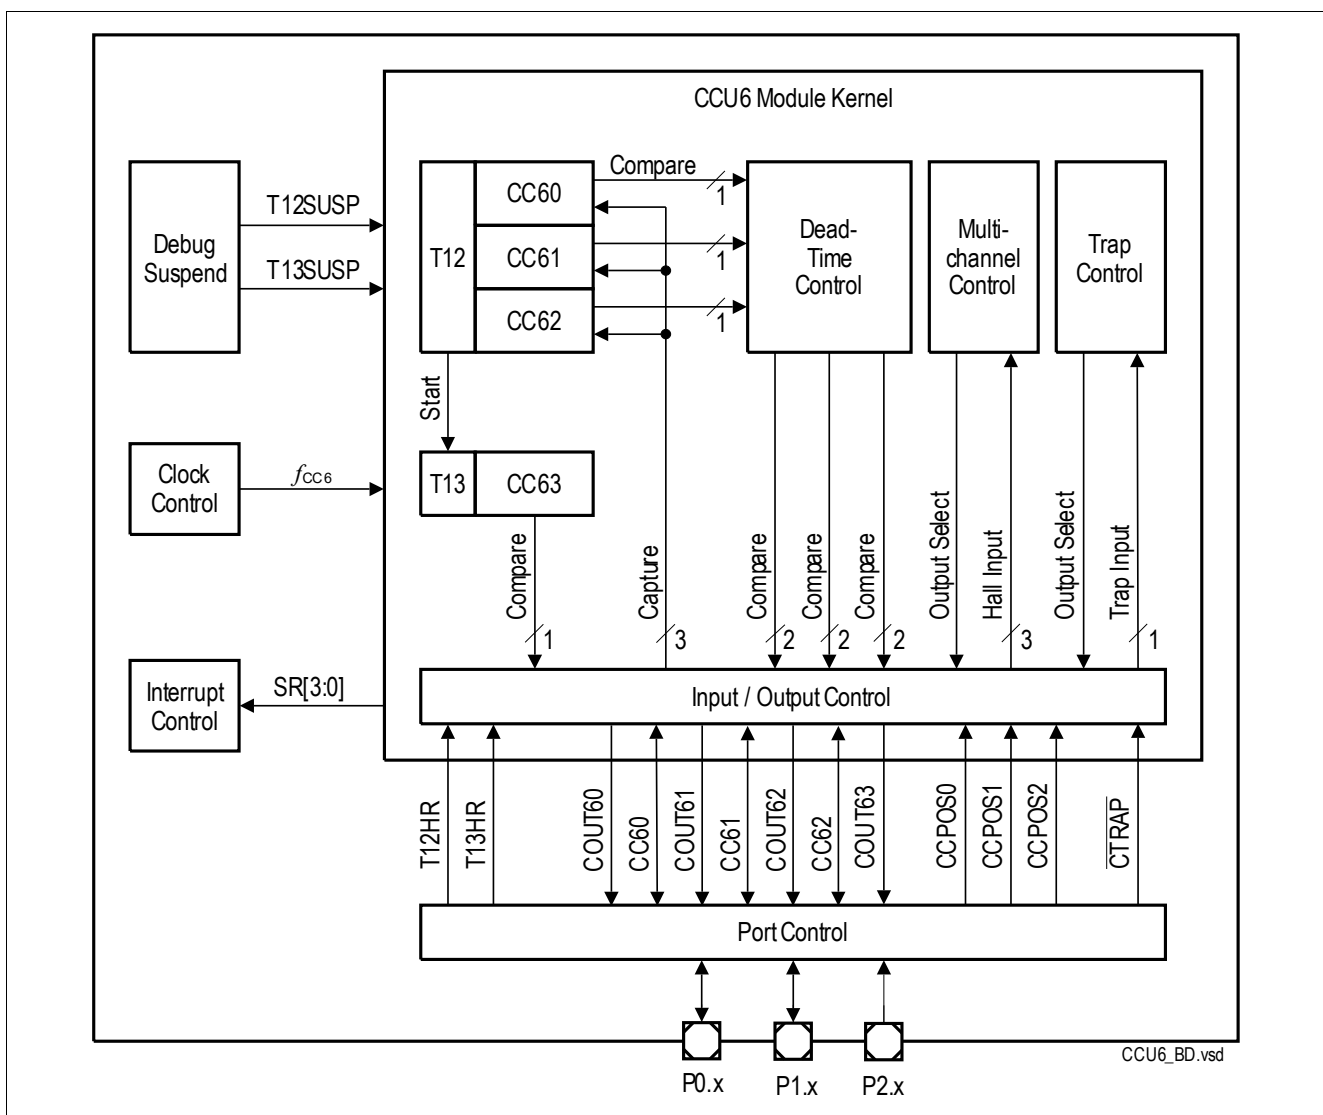 CCU6 Module Kernel
Debug
Suspend
T12SUSP
T13SUSP
T12
CC60
CC61
CC62
Compare
1
1
1
Dead-
Time
Control
Multi-
channel
Control
Trap
Control
Start
T13
CC63
Clock
Control
fCC6
Compare
1
Capture
3
Compare
2
Compare
2
Compare
2
Output Select
Hall Input
3
Output Select
Trap Input
1
Interrupt
Control
SR[3:0]
Input / Output Control
T12HR
T13HR
COUT60
CC60
COUT61
CC61
COUT62
CC62
COUT63
CCPOS0
CCPOS1
CCPOS2
CTRAP
Port Control
P0.x
P1.x
P2.x
CCU6_BD.vsd